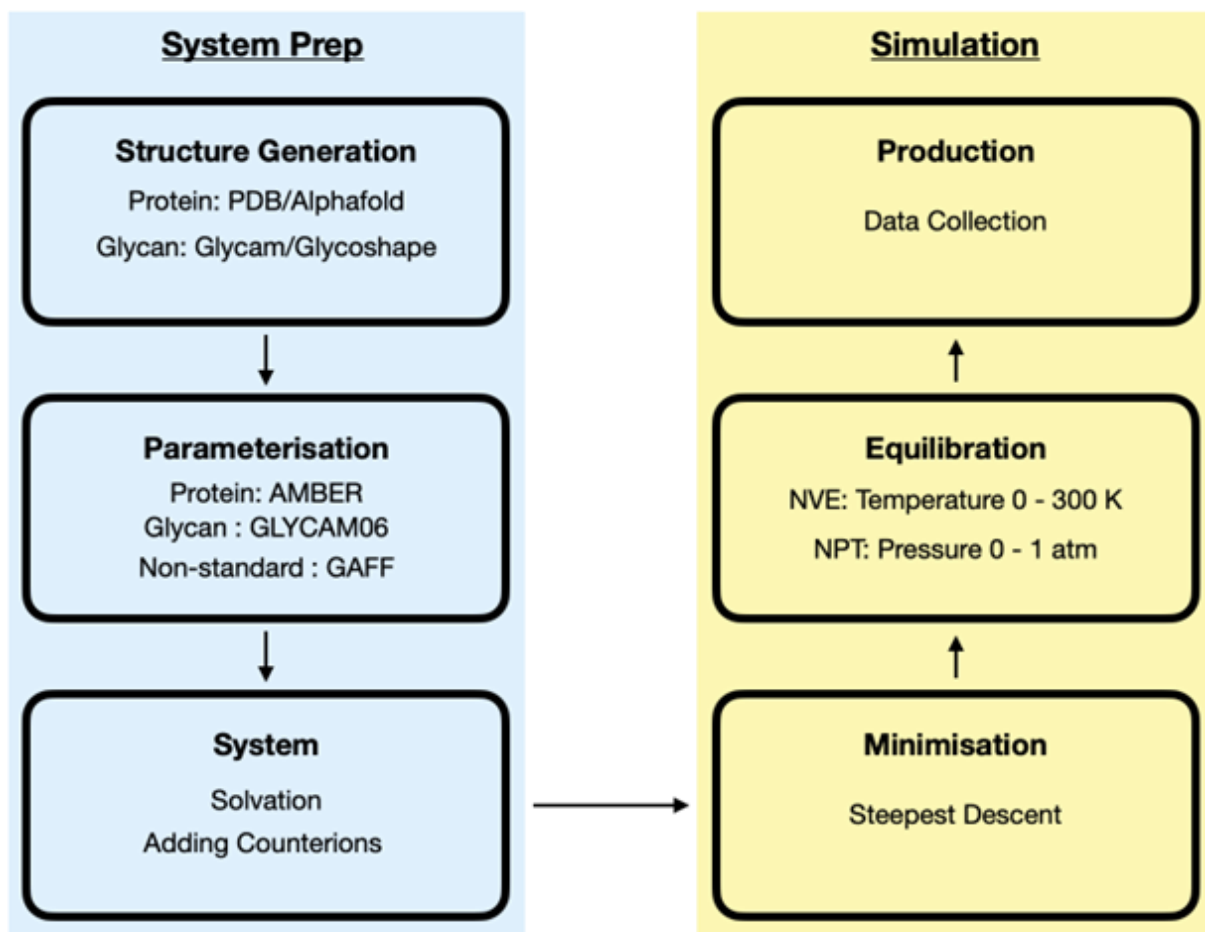 System Prep
Structure Generation
Protein: PDB/Alphafold
Glycan: Glycam/Glycoshape
Parameterisation
Protein: AMBER
Glycan : GLYCAM06
Non-standard : GAFF
System
Solvation
Adding Counterions
Simulation
Production
Data Collection
Equilibration
NVE: Temperature 0 - 300 K
NPT: Pressure 0 - 1 atm
Minimisation
Steepest Descent